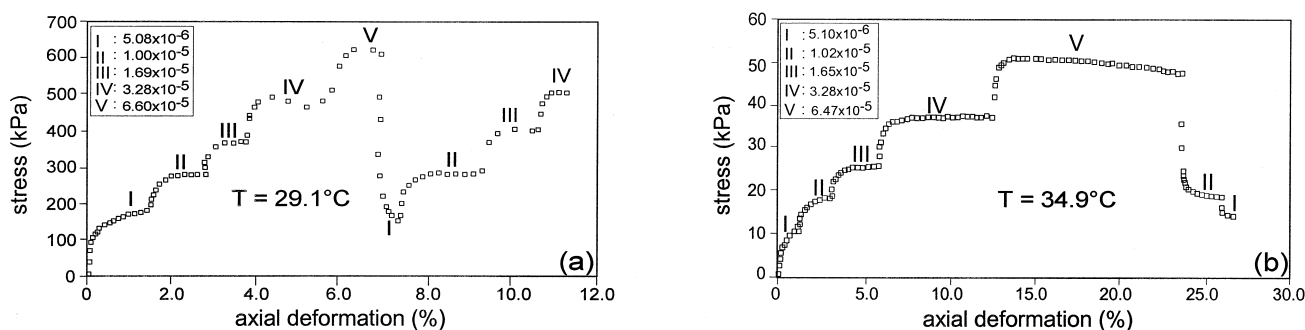 700
600
500
400
300
200
100
0
stress (kPa)
I : 5.08x10-6
II : 1.00x10-5
III : 1.69x10-5
IV : 3.28x10-5
V : 6.60x10-5
I
II
III
IV
V
I
II
III
IV
T = 29.1°C
(a)
0 2.0 4.0 6.0 8.0 10.0 12.0
axial deformation (%)
60
50
40
30
20
10
0
stress (kPa)
I : 5.10x10-6
II : 1.02x10-5
III : 1.65x10-5
IV : 3.28x10-5
V : 6.47x10-5
I
II
III
IV
V
II
I
T = 34.9°C
(b)
0 5.0 10.0 15.0 20.0 25.0 30.0
axial deformation (%)